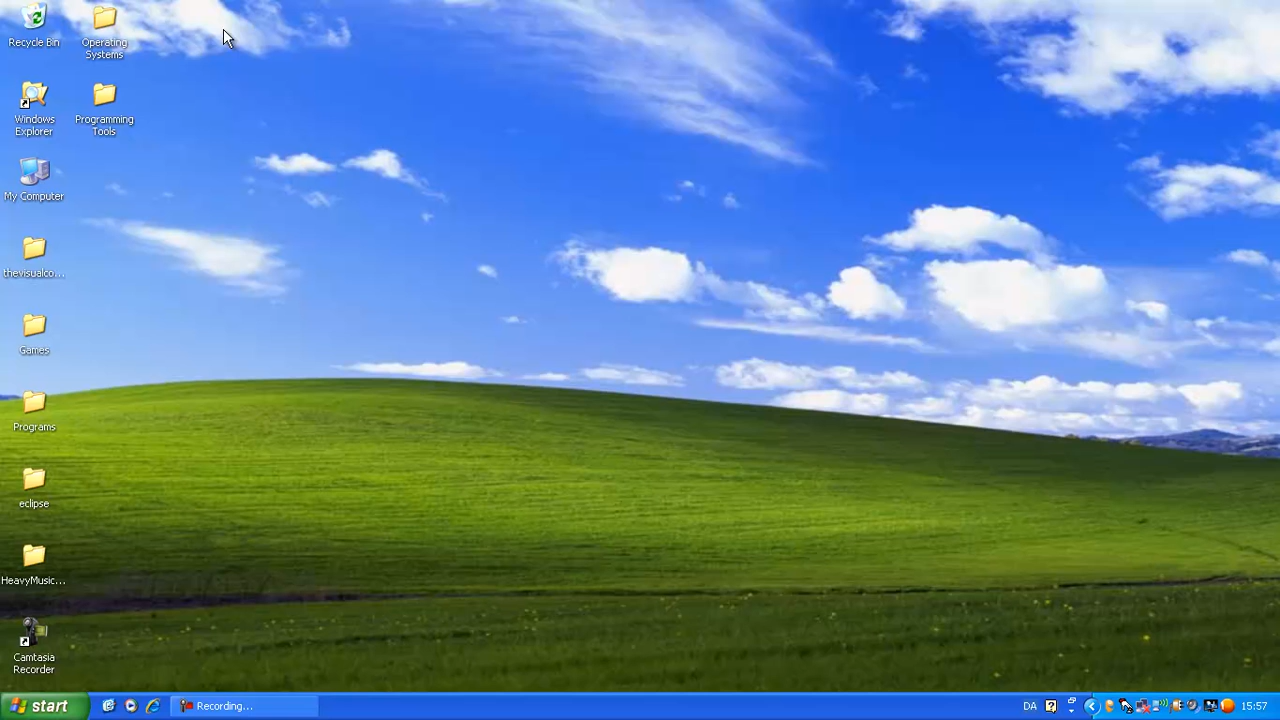 Recycle Bin
Operating
Systems
Windows
Explorer
Programming
Tools
My Computer
thevisualco...
Games
Programs
eclipse
HeavyMusic...
Camtasia
Recorder
start
Recording...
DA
15:57